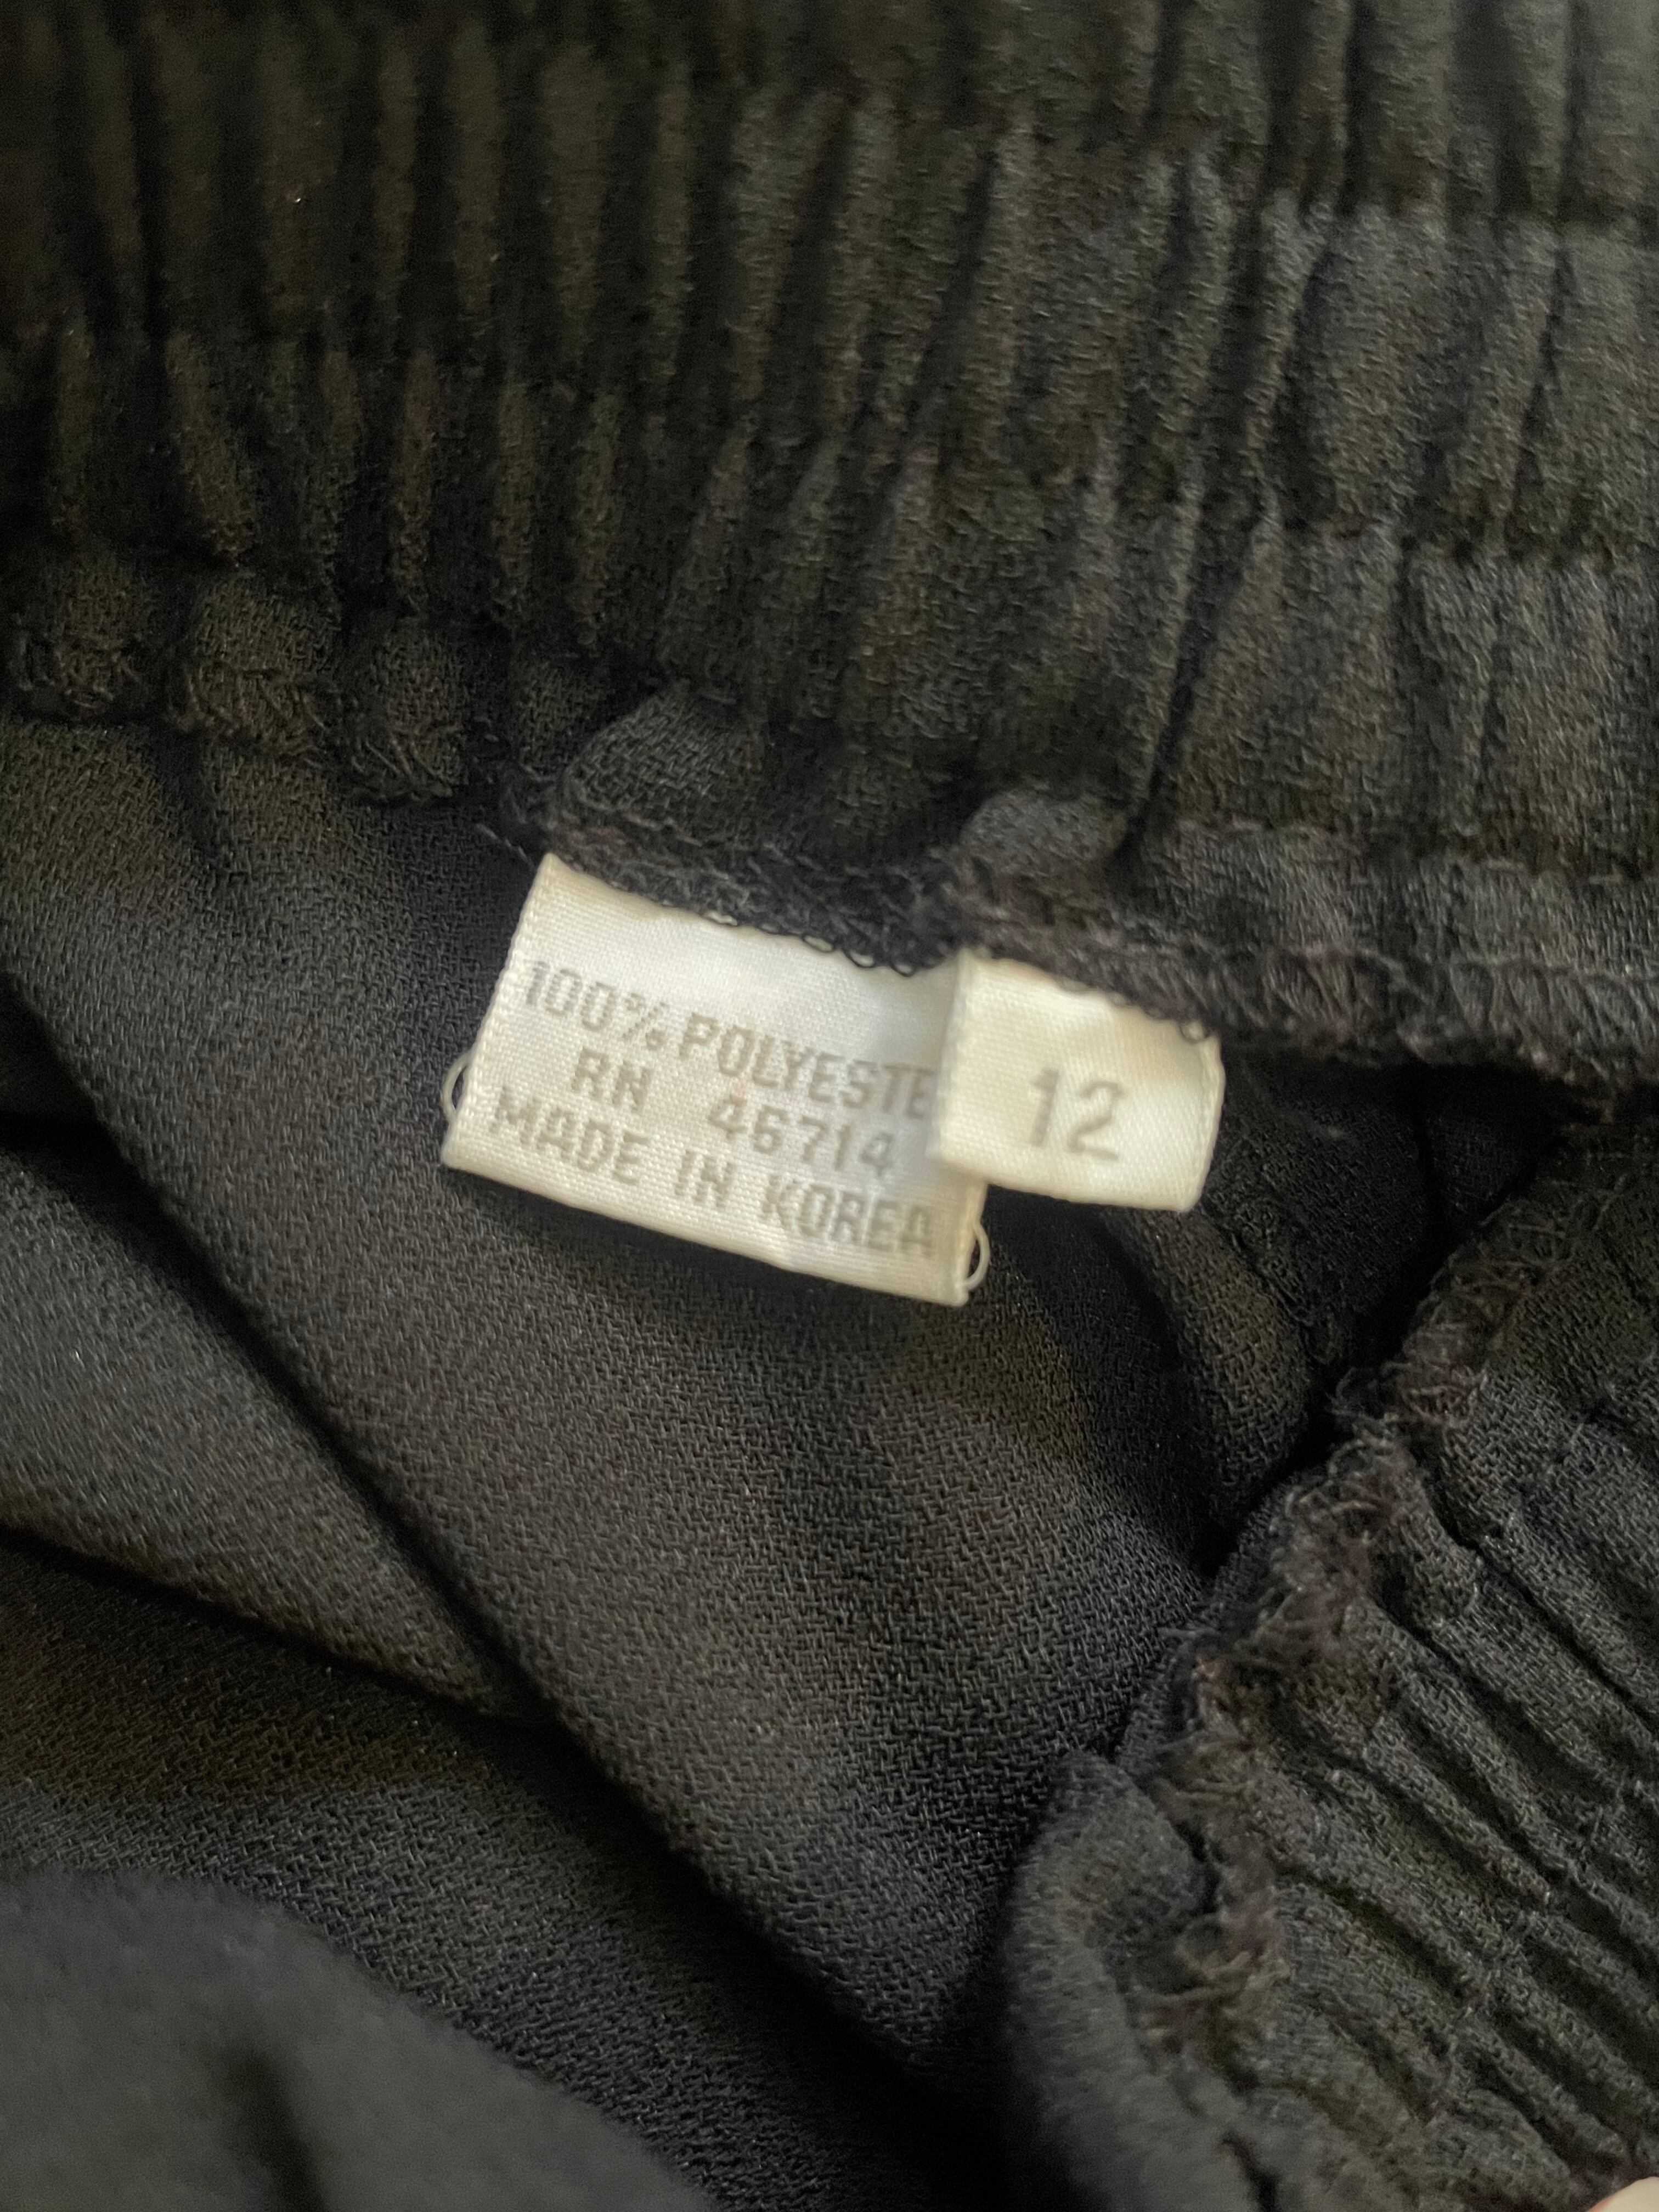 100% POLYESTE
RN 46714
MADE IN KOREA
12